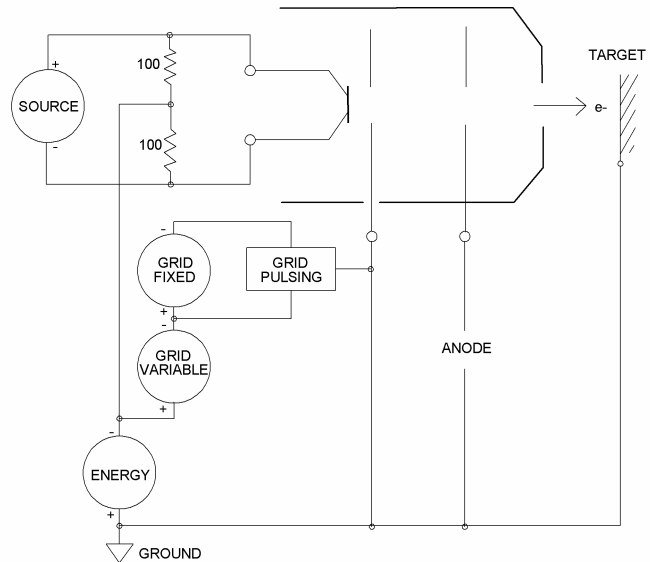 TARGET
100
+
SOURCE
e-
100
-
-
GRID
FIXED
GRID
PULSING
+
-
GRID
VARIABLE
ANODE
+
-
ENERGY
+
GROUND